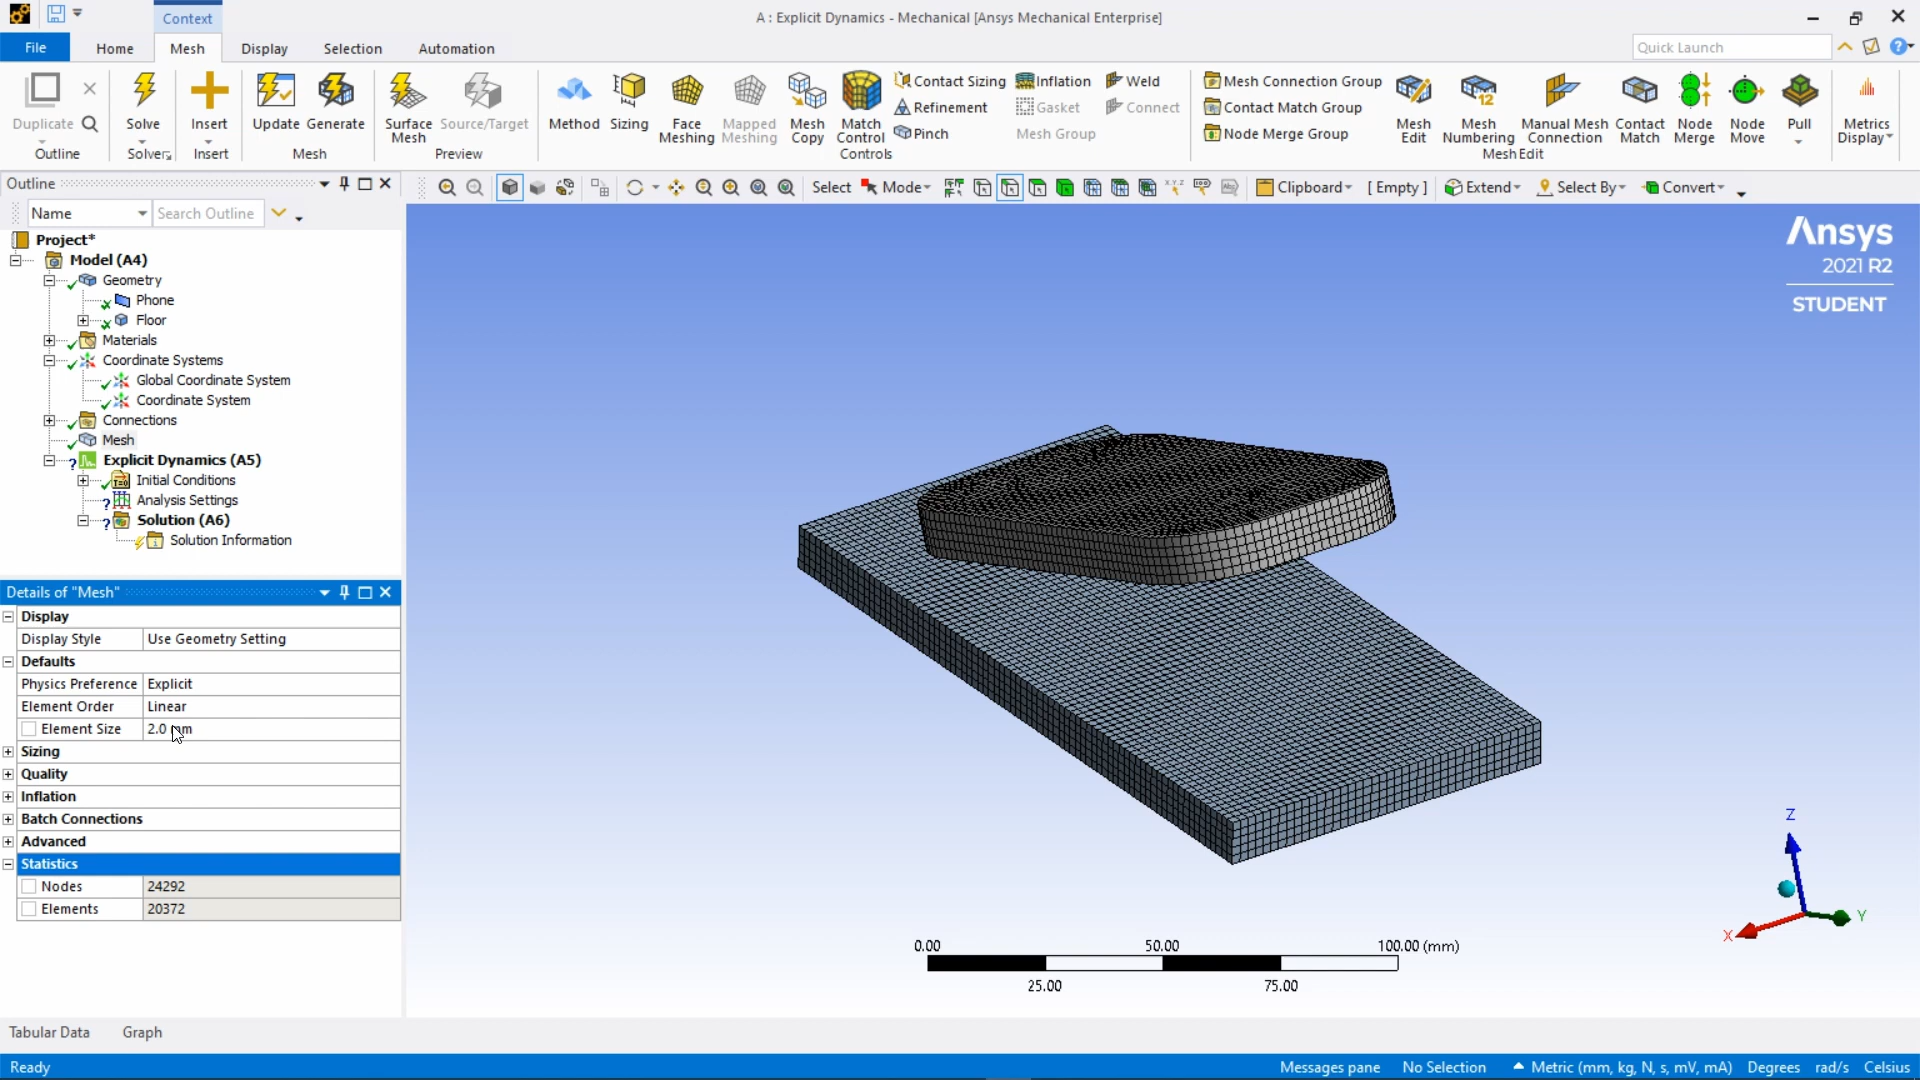 Context
A : Explicit Dynamics - Mechanical [Ansys Mechanical Enterprise]
File Home Mesh Display Selection Automation
Quick Launch
Duplicate
Outline
Solve
Solver
Insert
Insert
Update Generate
Mesh
Surface Mesh Source/Target
Preview
Method Sizing Face Meshing Mapped Meshing Mesh Copy Match Control
Contact Sizing Inflation Weld
Refinement Gasket Connect
Pinch Mesh Group
Controls
Mesh Connection Group
Contact Match Group
Node Merge Group
Mesh Edit Mesh Numbering Manual Mesh Connection Contact Match Node Merge Node Move Pull
Mesh Edit
Metrics Display
Outline
Select Mode Clipboard [ Empty ] Extend Select By Convert
Name Search Outline
Project*
Model (A4)
Geometry
Phone
Floor
Materials
Coordinate Systems
Global Coordinate System
Coordinate System
Connections
Mesh
Explicit Dynamics (A5)
Initial Conditions
Analysis Settings
Solution (A6)
Solution Information
Ansys
2021 R2
STUDENT
Details of "Mesh"
Display
Display Style Use Geometry Setting
Defaults
Physics Preference Explicit
Element Order Linear
Element Size 2.0 mm
Sizing
Quality
Inflation
Batch Connections
Advanced
Statistics
Nodes 24292
Elements 20372
Z
Y
X
0.00 50.00 100.00 (mm)
25.00 75.00
Tabular Data Graph
Ready Messages pane No Selection Metric (mm, kg, N, s, mV, mA) Degrees rad/s Celsius